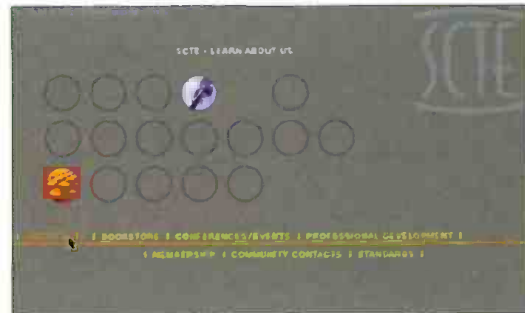 SCTE - LEARN ABOUT US
SCTE
| BOOKSTORE | CONFERENCES/EVENTS | PROFESSIONAL DEVELOPMENT |
| MEMBERSHIP | COMMUNITY CONTACTS | STANDARDS |